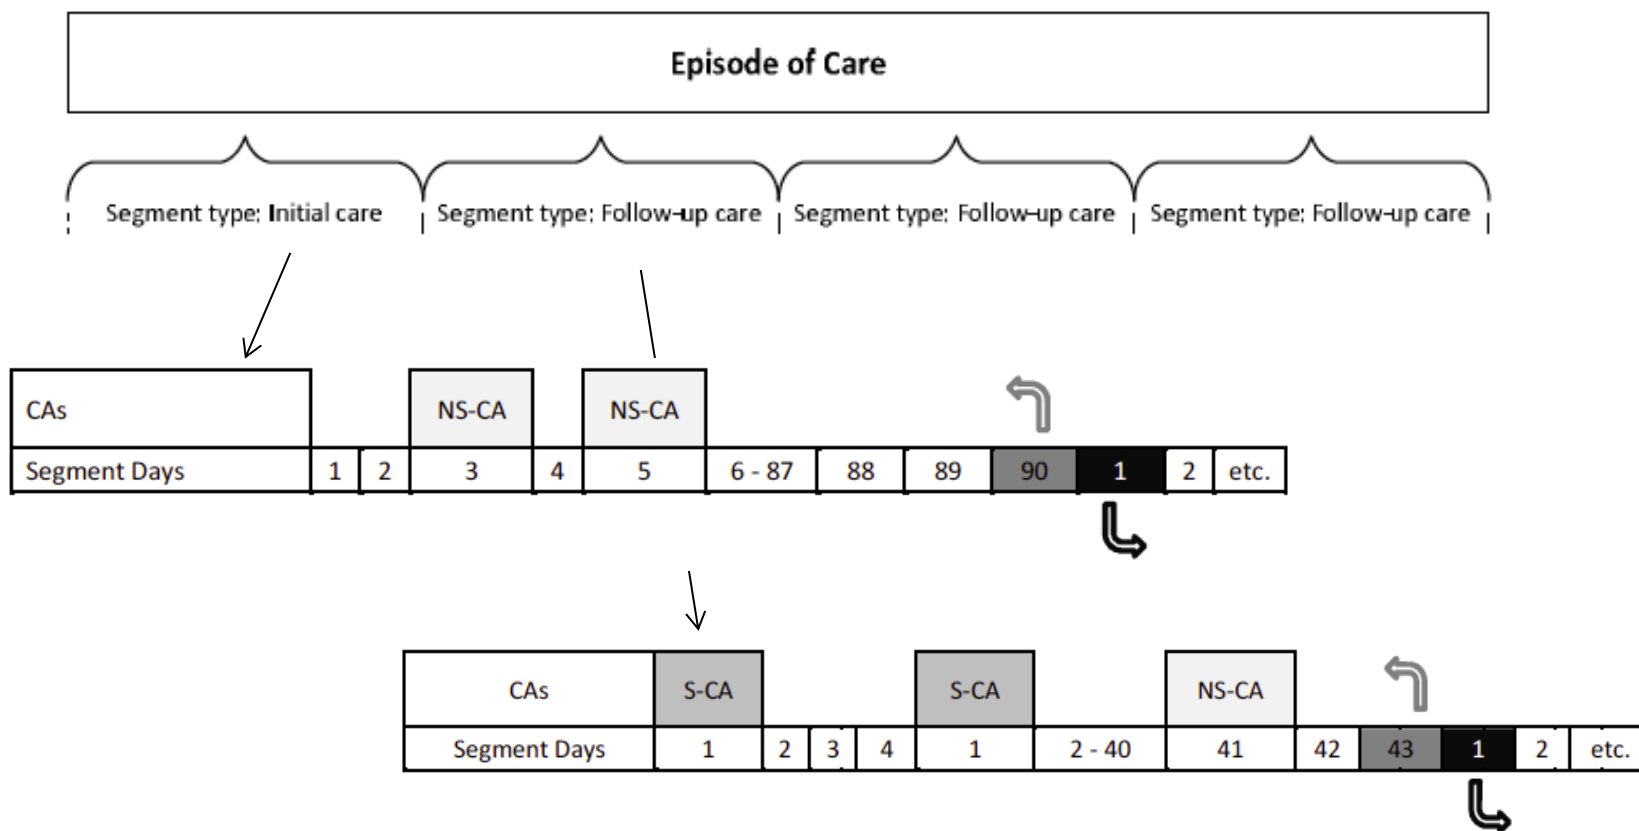 Episode of Care
Segment type: Initial care Segment type: Follow-up care Segment type: Follow-up care Segment type: Follow-up care
CAs NS-CA NS-CA
Segment Days 1 2 3 4 5 6 - 87 88 89 90 1 2 etc.
CAs S-CA S-CA NS-CA
Segment Days 1 2 3 4 1 2 - 40 41 42 43 1 2 etc.